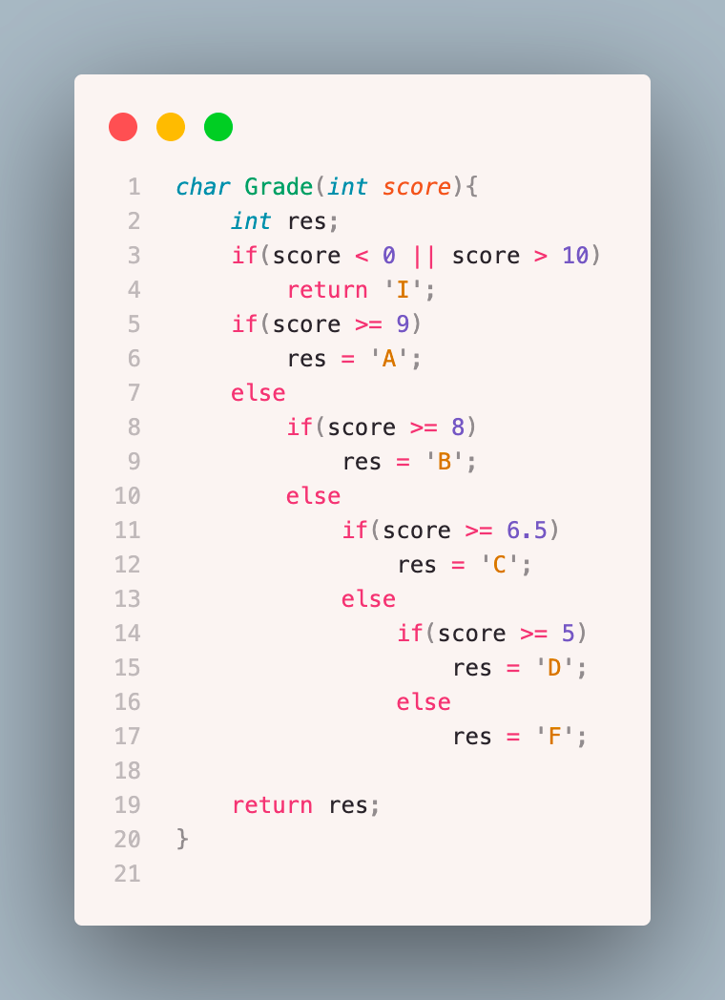 1 char Grade(int score){
2     int res;
3     if(score < 0 || score > 10)
4         return 'I';
5     if(score >= 9)
6         res = 'A';
7     else
8         if(score >= 8)
9             res = 'B';
10         else
11             if(score >= 6.5)
12                 res = 'C';
13             else
14                 if(score >= 5)
15                     res = 'D';
16                 else
17                     res = 'F';
18
19     return res;
20 }
21